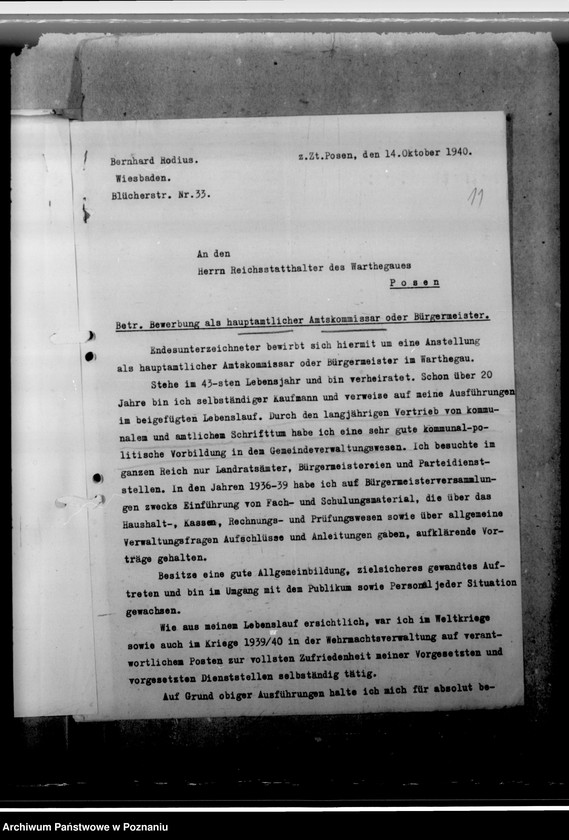 Bernhard Rodius.
z.Zt.Posen, den 14.Oktober 1940.
Wiesbaden.
Blücherstr. Nr.33.
11
An den
Herrn Reichsstatthalter des Warthegaues
P o s e n
Betr. Bewerbung als hauptamtlicher Amtskommissar oder Bürgermeister.
Endesunterzeichneter bewirbt sich hiermit um eine Anstellung
als hauptamtlicher Amtskommissar oder Bürgermeister im Warthegau.
Stehe im 43-sten Lebensjahr und bin verheiratet. Schon über 20
Jahre bin ich selbständiger Kaufmann und verweise auf meine Ausführungen
im beigefügten Lebenslauf. Durch den langjährigen Vertrieb von kommu-
nalem und amtlichem Schrifttum habe ich eine sehr gute kommunal-po-
litische Vorbildung in dem Gemeindeverwaltungswesen. Ich besuchte im
ganzen Reich nur Landratsämter, Bürgermeistereien und Parteidienst-
stellen. In den Jahren 1936-39 habe ich auf Bürgermeisterversammlun-
gen zwecks Einführung von Fach- und Schulungsmaterial, die über das
Haushalt-, Kassen, Rechnungs- und Prüfungswesen sowie über allgemeine
Verwaltungsfragen Aufschlüsse und Anleitungen gaben, aufklärende Vor-
träge gehalten.
Besitze eine gute Allgemeinbildung, zielsicheres gewandtes Auf-
treten und bin im Umgang mit dem Publikum sowie Personal jeder Situation
gewachsen.
Wie aus meinem Lebenslauf ersichtlich, war ich im Weltkriege
sowie auch im Kriege 1939/40 in der Wehrmachtsverwaltung auf verant-
wortlichem Posten zur vollsten Zufriedenheit meiner Vorgesetzten und
vorgesetzten Dienststellen selbständig tätig.
Auf Grund obiger Ausführungen halte ich mich für absolut be-
Archiwum Państwowe w Poznaniu